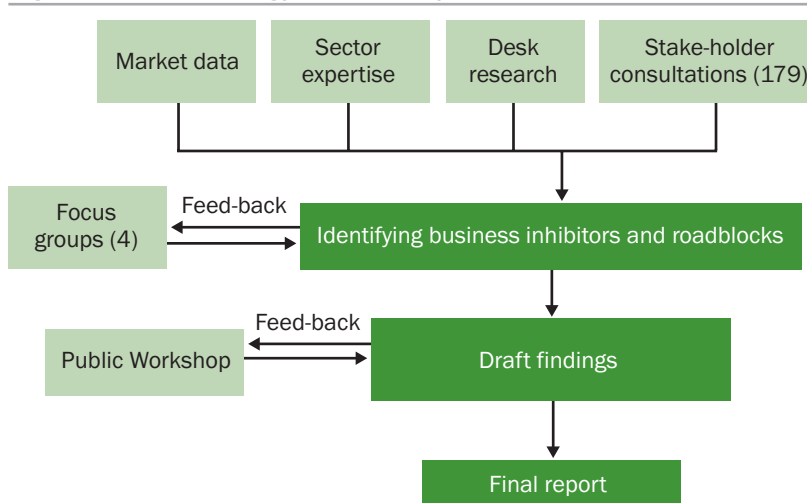 Market data
Sector
expertise
Desk
research
Stake-holder
consultations (179)
Focus
groups (4)
Feed-back
Identifying business inhibitors and roadblocks
Public Workshop
Feed-back
Draft findings
Final report